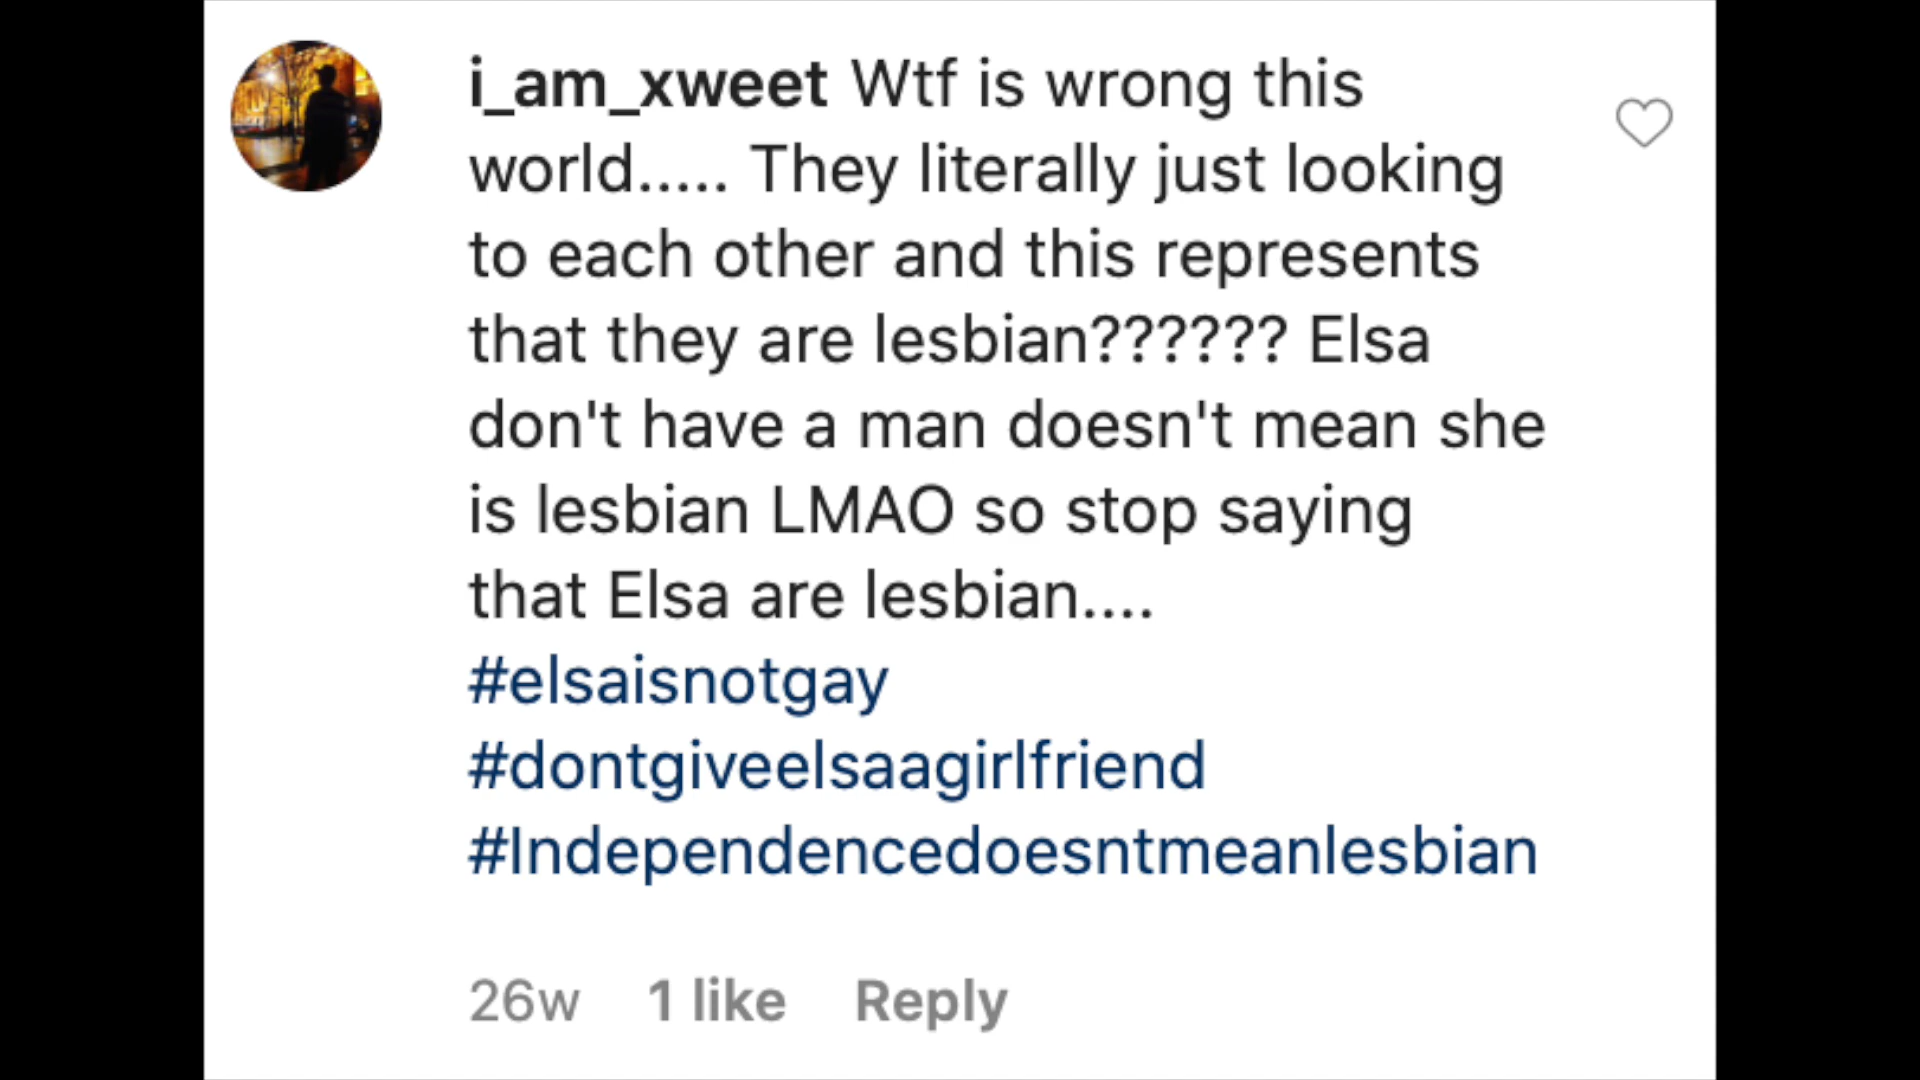 i_am_xweet Wtf is wrong this
world..... They literally just looking
to each other and this represents
that they are lesbian?????? Elsa
don't have a man doesn't mean she
is lesbian LMAO so stop saying
that Elsa are lesbian....
#elsaisnotgay
#dontgiveelsaagirlfriend
#Independencedoesntmeanlesbian
26w 1 like Reply